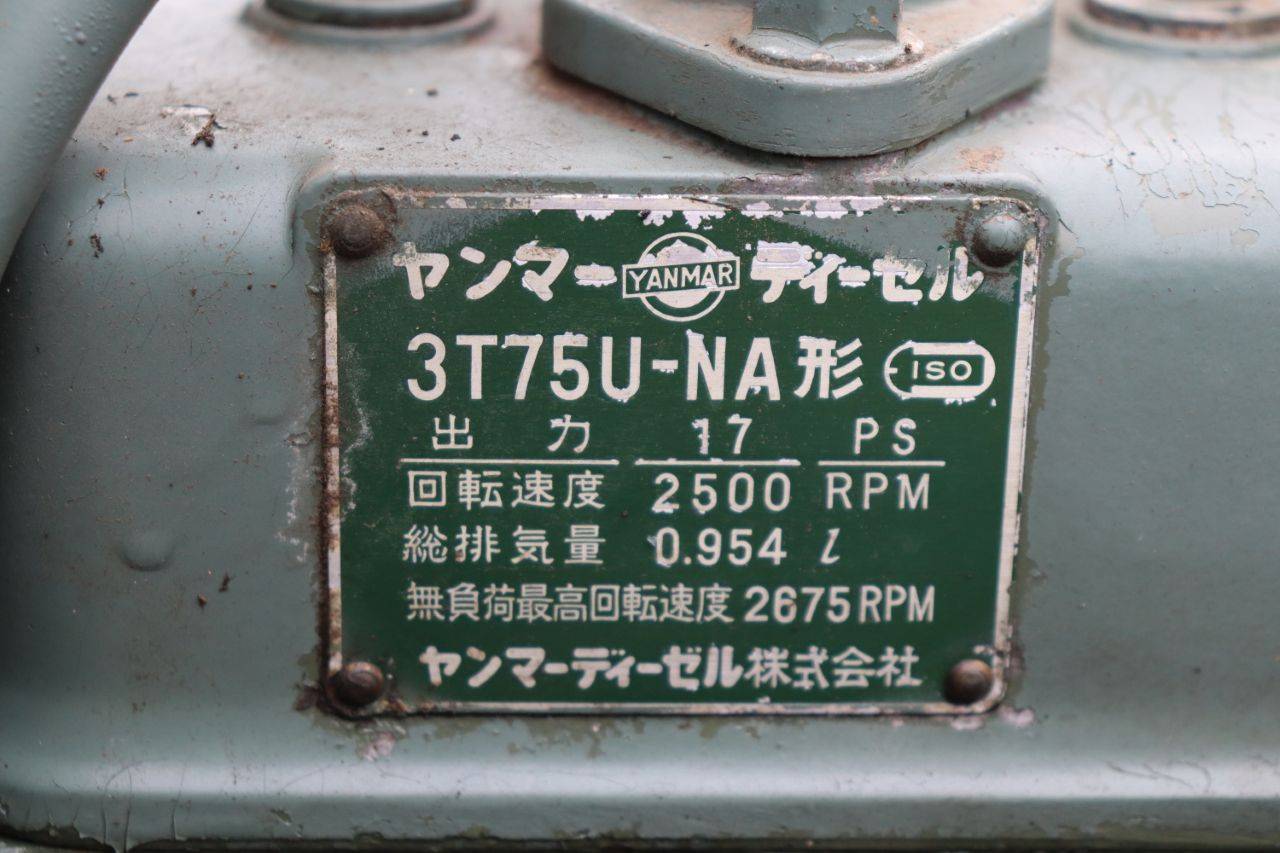 ヤンマー YANMAR ディーゼル
3T75U-NA形 ISO
出力 17 PS
回転速度 2500 RPM
総排気量 0.954 l
無負荷最高回転速度 2675 RPM
ヤンマーディーゼル株式会社